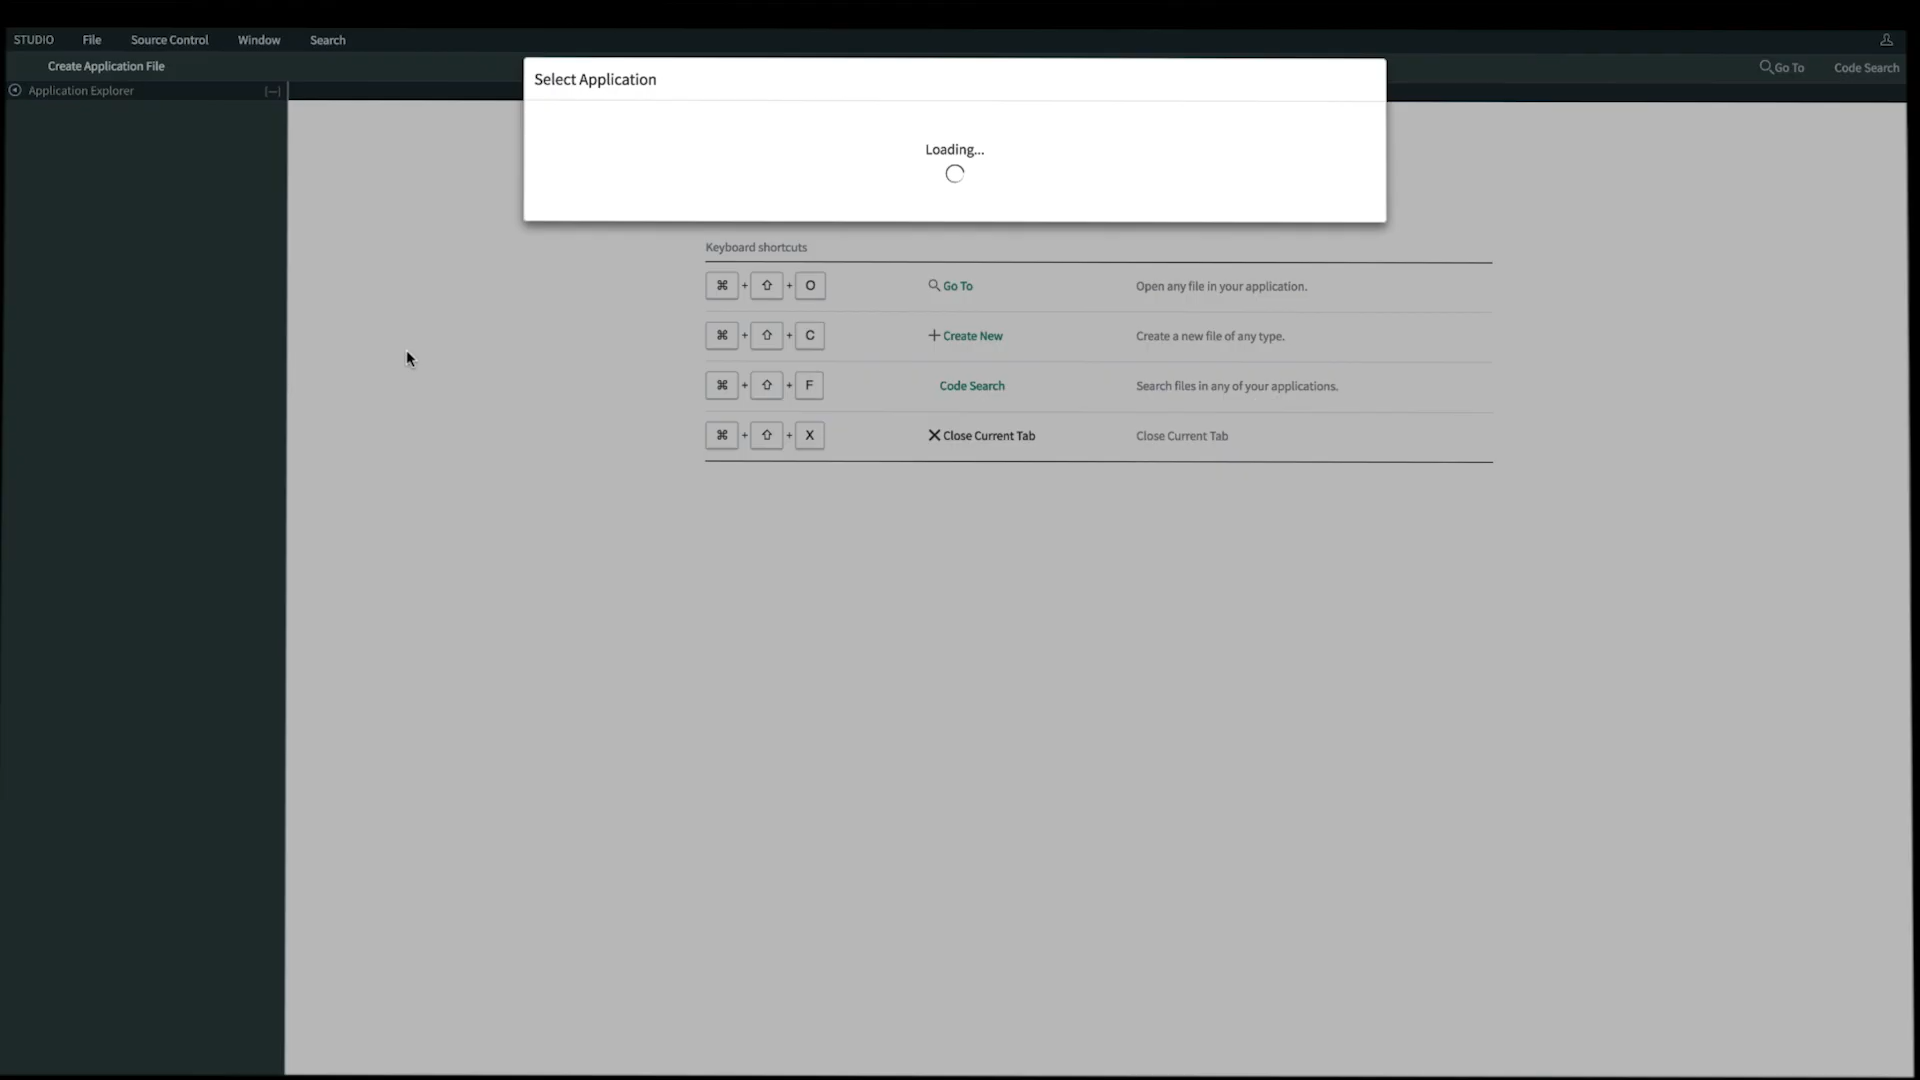 STUDIO File Source Control Window Search
Create Application File Go To Code Search
Application Explorer
Select Application
Loading...
Keyboard shortcuts
⌘ + ⇧ + O Go To Open any file in your application.
⌘ + ⇧ + C Create New Create a new file of any type.
⌘ + ⇧ + F Code Search Search files in any of your applications.
⌘ + ⇧ + X Close Current Tab Close Current Tab